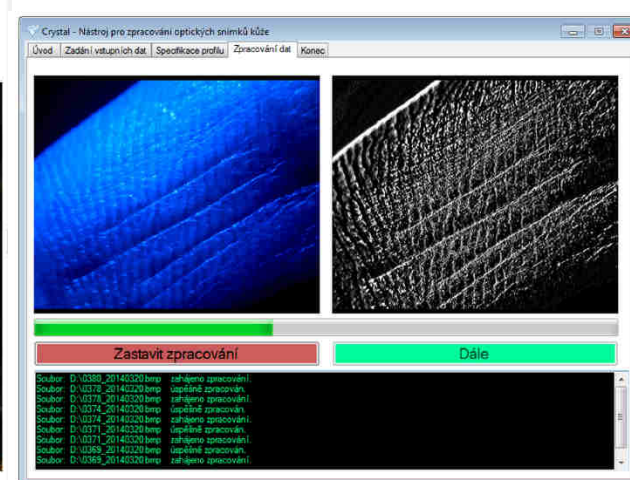 Crystal - Nástroj pro zpracování optických snímků kůže
Úvod Zadání vstupních dat Specifikace profilu Zpracování dat Konec
Zastavit zpracování Dále
Soubor: D:\0380_20140320.bmp zahájeno zpracování.
Soubor: D:\0378_20140320.bmp úspěšně zpracován.
Soubor: D:\0378_20140320.bmp zahájeno zpracování.
Soubor: D:\0374_20140320.bmp úspěšně zpracován.
Soubor: D:\0374_20140320.bmp zahájeno zpracování.
Soubor: D:\0371_20140320.bmp úspěšně zpracován.
Soubor: D:\0371_20140320.bmp zahájeno zpracování.
Soubor: D:\0369_20140320.bmp úspěšně zpracován.
Soubor: D:\0369_20140320.bmp zahájeno zpracování.